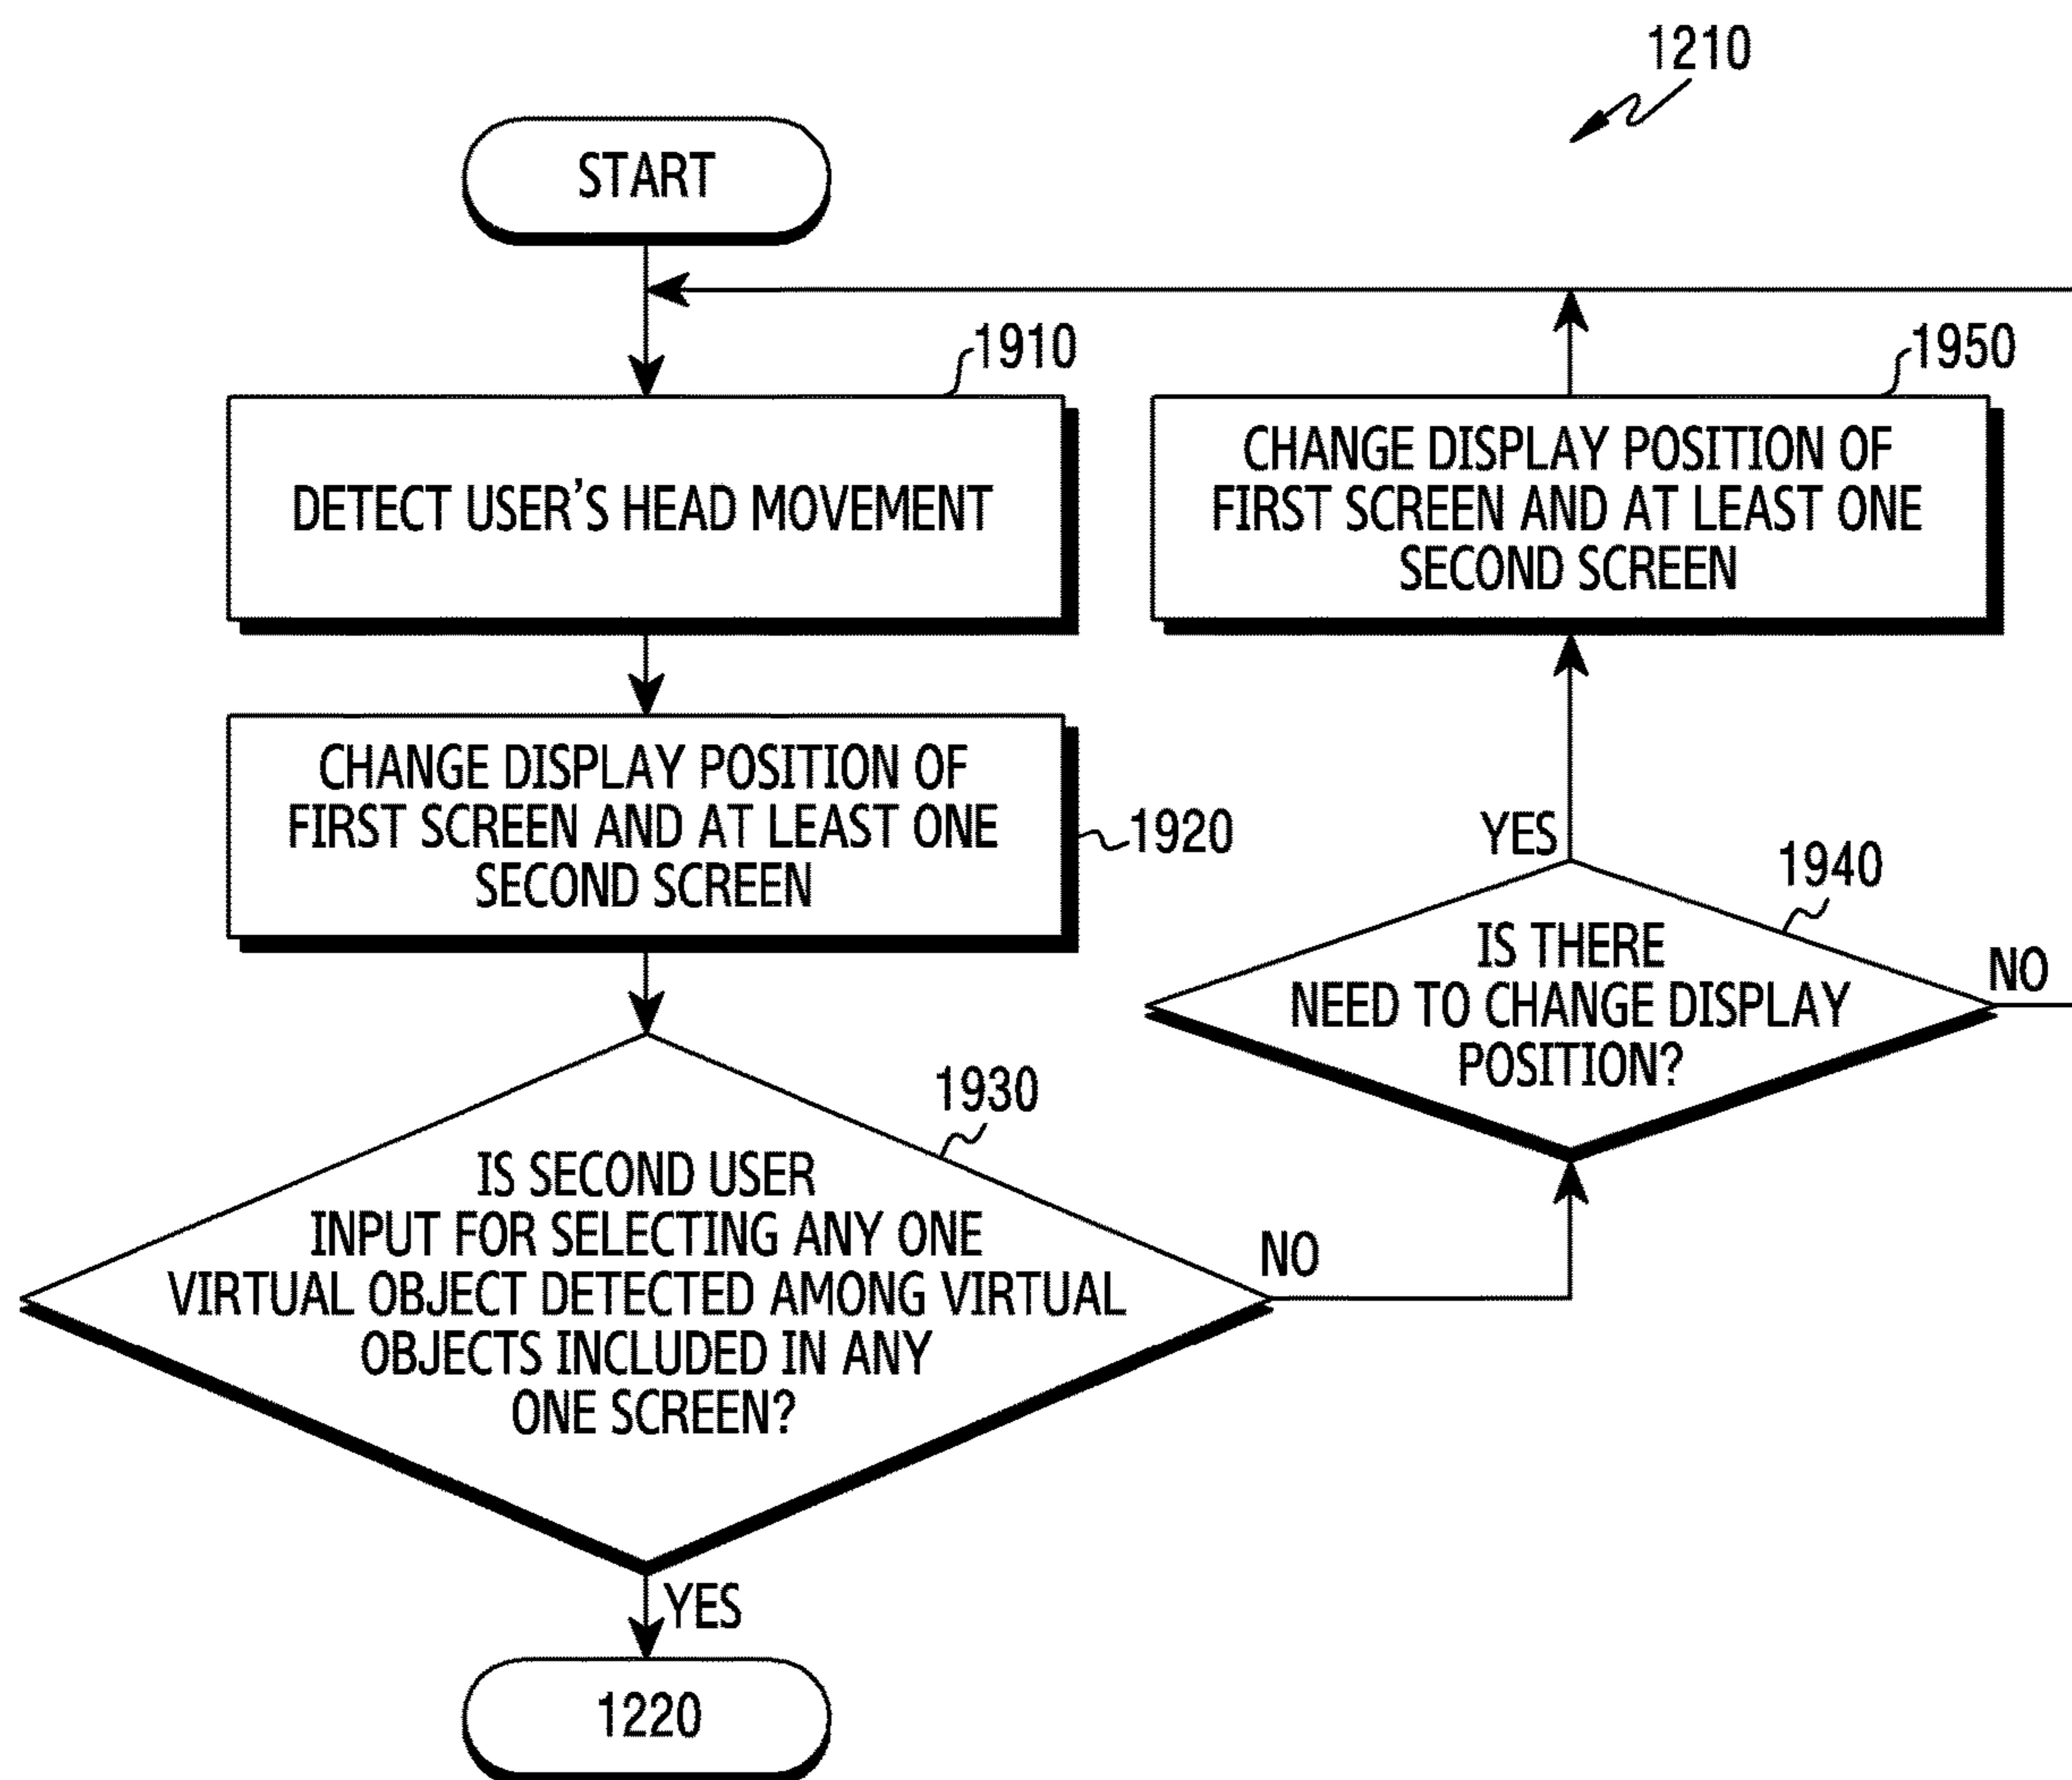 1210
START
1910
DETECT USER'S HEAD MOVEMENT
CHANGE DISPLAY POSITION OF
FIRST SCREEN AND AT LEAST ONE
SECOND SCREEN
1920
1930
IS SECOND USER
INPUT FOR SELECTING ANY ONE
VIRTUAL OBJECT DETECTED AMONG VIRTUAL
OBJECTS INCLUDED IN ANY
ONE SCREEN?
NO
YES
1220
1950
CHANGE DISPLAY POSITION OF
FIRST SCREEN AND AT LEAST ONE
SECOND SCREEN
YES
1940
IS THERE
NEED TO CHANGE DISPLAY
POSITION?
NO